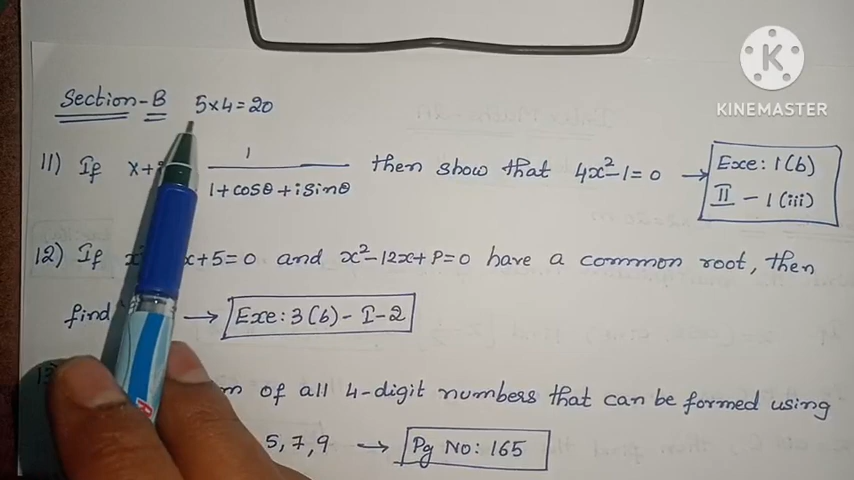 Section-B 5×4=20
11) If x+ 1/(1+cosθ+isinθ) then show that 4x²-1=0 → Exe: 1(b)
II - 1(iii)
12) If x+5=0 and x²-12x+P=0 have a common root, then
find → Exe: 3(b)-I-2
of all 4-digit numbers that can be formed using
5,7,9 → Pg No: 165
KINEMASTER